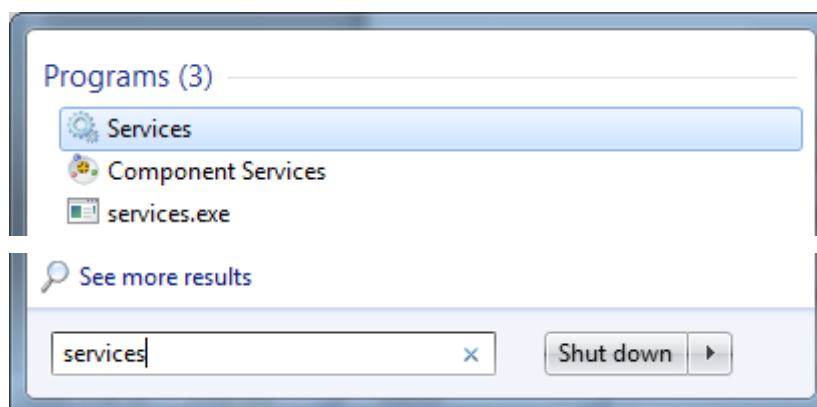 Programs (3)
Services
Component Services
services.exe
See more results
services
Shut down